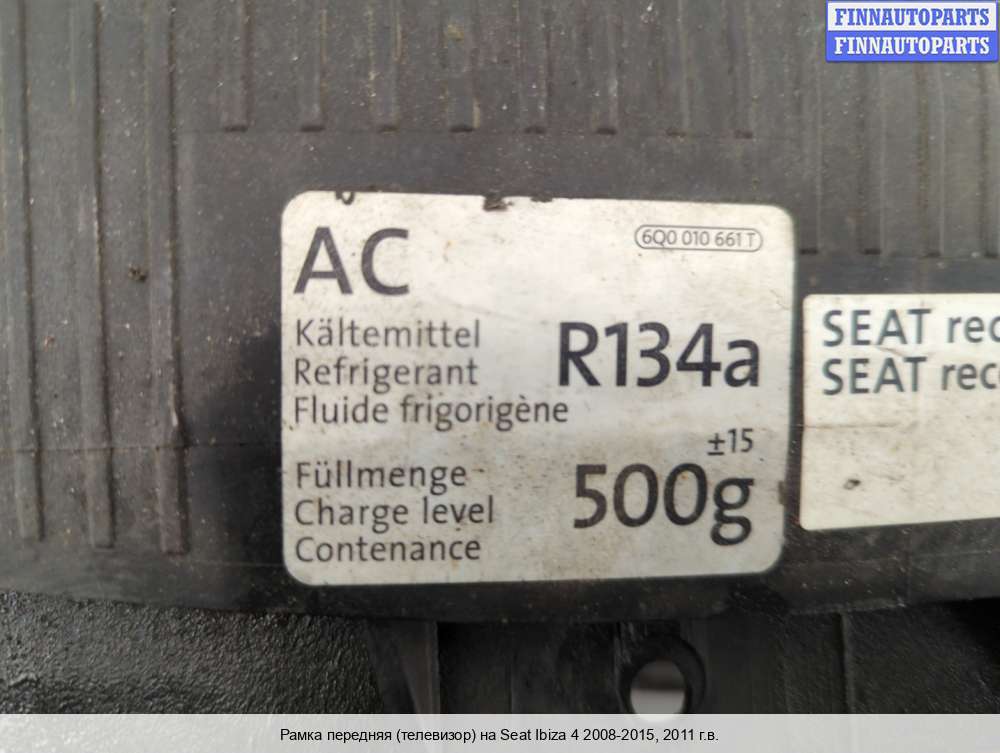 FINNAUTOPARTS
FINNAUTOPARTS
AC
6Q0 010 661 T
Kältemittel
Refrigerant
Fluide frigorigène
R134a
±15
Füllmenge
Charge level
Contenance
500g
SEAT rec
SEAT rec
Рамка передняя (телевизор) на Seat Ibiza 4 2008-2015, 2011 г.в.